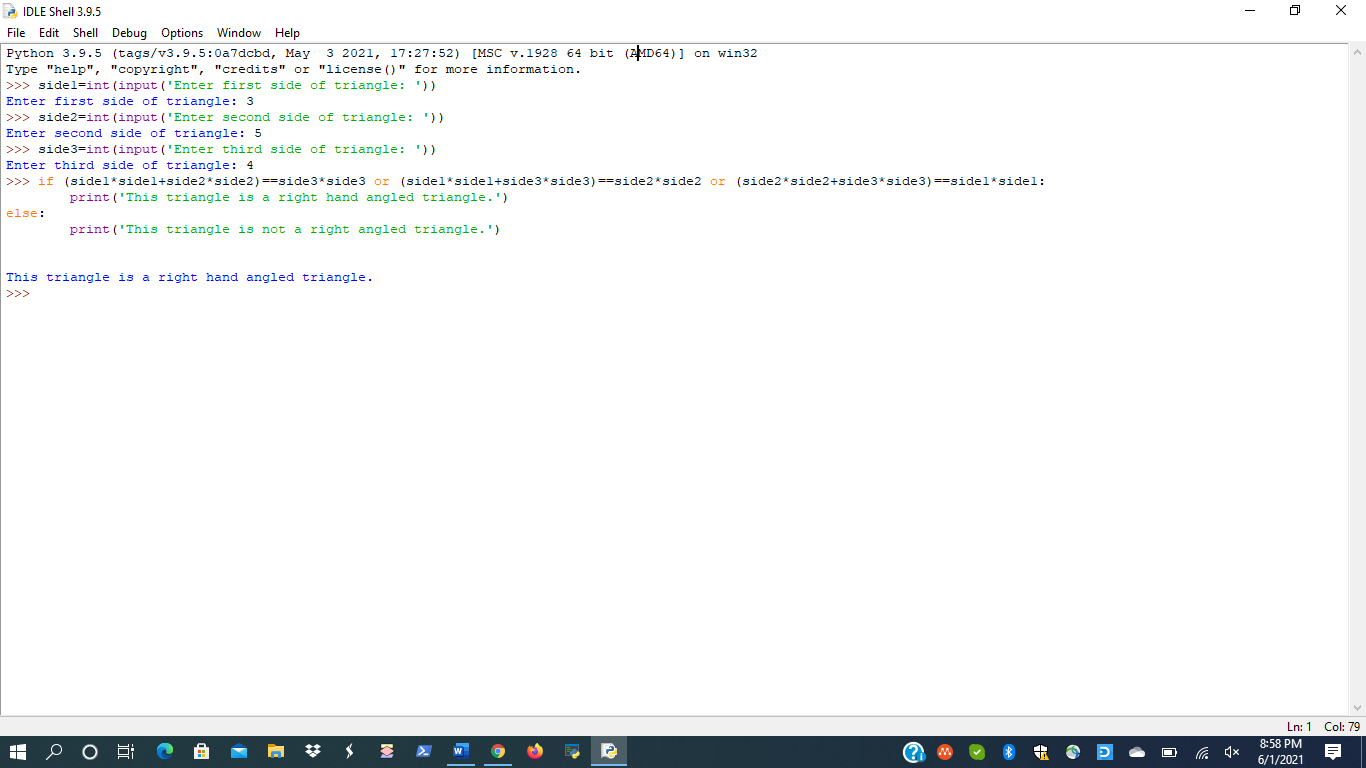 IDLE Shell 3.9.5
File Edit Shell Debug Options Window Help
Python 3.9.5 (tags/v3.9.5:0a7dcbd, May  3 2021, 17:27:52) [MSC v.1928 64 bit (AMD64)] on win32
Type "help", "copyright", "credits" or "license()" for more information.
>>> side1=int(input('Enter first side of triangle: '))
Enter first side of triangle: 3
>>> side2=int(input('Enter second side of triangle: '))
Enter second side of triangle: 5
>>> side3=int(input('Enter third side of triangle: '))
Enter third side of triangle: 4
>>> if (side1*side1+side2*side2)==side3*side3 or (side1*side1+side3*side3)==side2*side2 or (side2*side2+side3*side3)==side1*side1:
        print('This triangle is a right hand angled triangle.')
else:
        print('This triangle is not a right angled triangle.')
This triangle is a right hand angled triangle.
>>>
Ln: 1 Col: 79
8:58 PM
6/1/2021